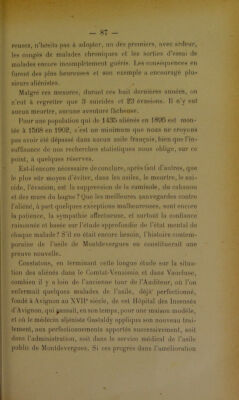 — 87 —
reuses, n'hésita pas à adopter, un des premiers, avec ardeur,
les congés de malades chroniques et les sorties d'essai de
malades encore incomplètement guéris. Les conséquences en
furent des plus heureuses et son exemple a encouragé plu-
sieurs aliénistes.
Malgré ces mesures, durant ces huit dernières années, on
n'eut à regretter que 3 suicides et 23 évasions. Il n'y eut
aucun meurtre, aucune aventure fâcheuse.
Pour une population qui de 1435 aliénés en 1895 est mon-
tée à 1568 en 1902, c'est un minimum que nous ne croyons
pas avoir été dépassé dans aucun asile français, bien que l'in-
suffisance de nos recherches statistiques nous oblige, sur ce
point, à quelques réserves.
Est-il encore nécessaire de conclure, après tant d'autres, que
le plus sûr moyen d'éviter, dans les asiles, le meurtre, le sui-
cide, l'évasion, est la suppression de la camisole, du cabanon
et des murs du bagne? Que les meilleures sauvegardes contre
l'aliéné, à part quelques exceptions malheureuses, sont encore
la patience, la sympathie affectueuse, et surtout la confiance
raisonnée et basée sur l'étude approfondie de l'état mental de
chaque malade? S'il en était encore besoin, l'histoire contem-
poraine de l'asile de Montdevergues en constituerait une
preuve nouvelle.
Constatons, en terminant cette longue étude sur la situa-
tion des aliénés dans le Comtat-Venaissin et dans Vaucluse,
combien il y a loin de l'ancienne tour de l'Auditeur, où l'on
enfermait quelques malades de l'asile, déjà perfectionné,
fondé à Avignon au XVIIe siècle, de cet Hôpital des Insensés
d'Avignon, qui passait, en son temps, pour une maison modèle,
et où le médecin aliéniste Gastaldy appliqua son nouveau trai-
tement, aux perfectionnements apportés successivement, soit
dans l'administration, soit dans le service médical de l'asile
public de Montdevergues. Si ces progrès dans l'amélioration